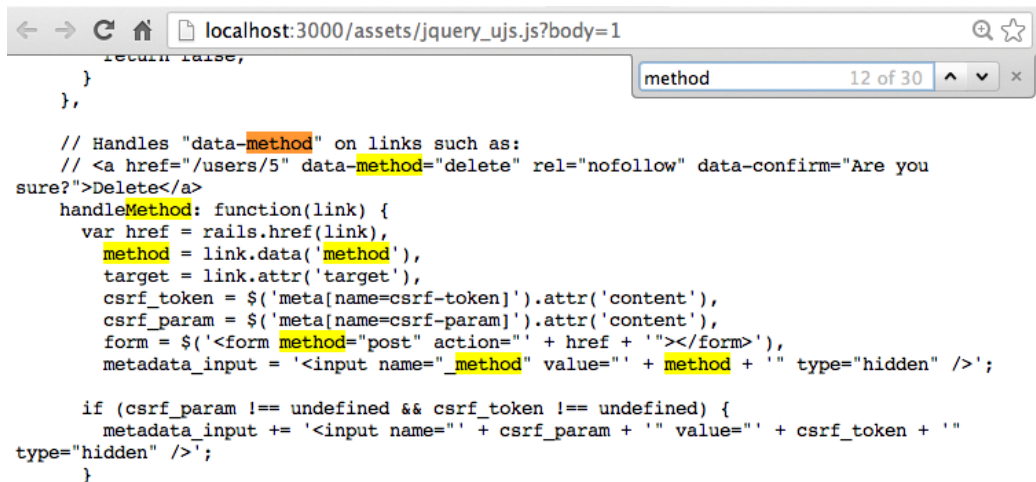 localhost:3000/assets/jquery_ujs.js?body=1
method 12 of 30
return false;
}
},
// Handles "data-method" on links such as:
// <a href="/users/5" data-method="delete" rel="nofollow" data-confirm="Are you
sure?">Delete</a>
handleMethod: function(link) {
var href = rails.href(link),
method = link.data('method'),
target = link.attr('target'),
csrf_token = $('meta[name=csrf-token]').attr('content'),
csrf_param = $('meta[name=csrf-param]').attr('content'),
form = $('<form method="post" action="' + href + '"></form>'),
metadata_input = '<input name="_method" value="' + method + '" type="hidden" />';
if (csrf_param !== undefined && csrf_token !== undefined) {
metadata_input += '<input name="' + csrf_param + '" value="' + csrf_token + '"
type="hidden" />';
}